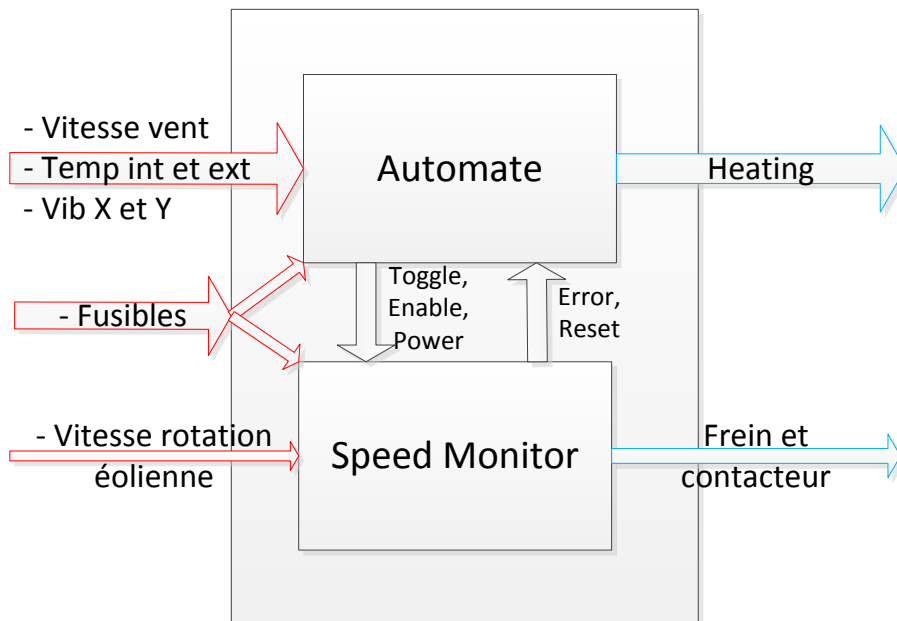 - Vitesse vent
- Temp int et ext
- Vib X et Y
Automate
Heating
- Fusibles
Toggle,
Enable,
Power
Error,
Reset
- Vitesse rotation
éolienne
Speed Monitor
Frein et
contacteur